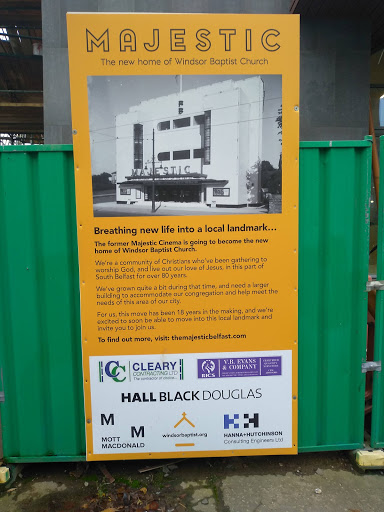 MAJESTIC
The new home of Windsor Baptist Church
MAJESTIC
Breathing new life into a local landmark...
The former Majestic Cinema is going to become the new
home of Windsor Baptist Church.
We're a community of Christians who've been gathering to
worship God, and live out our love of Jesus, in this part of
South Belfast for over 80 years.
We've grown quite a bit during that time, and need a larger
building to accommodate our congregation and help meet the
needs of this area of our city.
For us, this move has been 18 years in the making, and we're
excited to soon be able to move into this local landmark and
invite you to join us.
To find out more, visit: themajesticbelfast.com
CC CLEARY
CONTRACTING LTD
The contractor of choice
RICS
V.B. EVANS
& COMPANY
HALL BLACK DOUGLAS
M
M
MOTT
MACDONALD
windsorbaptist.org
H H
HANNA+HUTCHINSON
Consulting Engineers Ltd